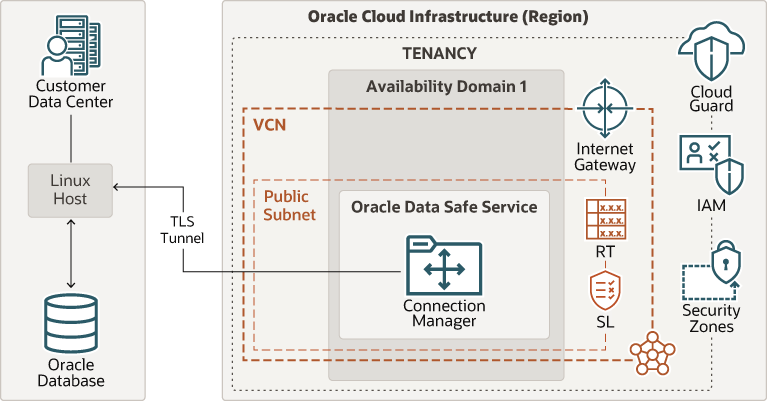 Oracle Cloud Infrastructure (Region)
TENANCY
Availability Domain 1
Customer
Data Center
Linux
Host
Oracle
Database
TLS
Tunnel
VCN
Public
Subnet
Oracle Data Safe Service
Connection
Manager
Internet
Gateway
x.x.x.
x.x.x.
x.x.x.
RT
SL
Cloud
Guard
IAM
Security
Zones